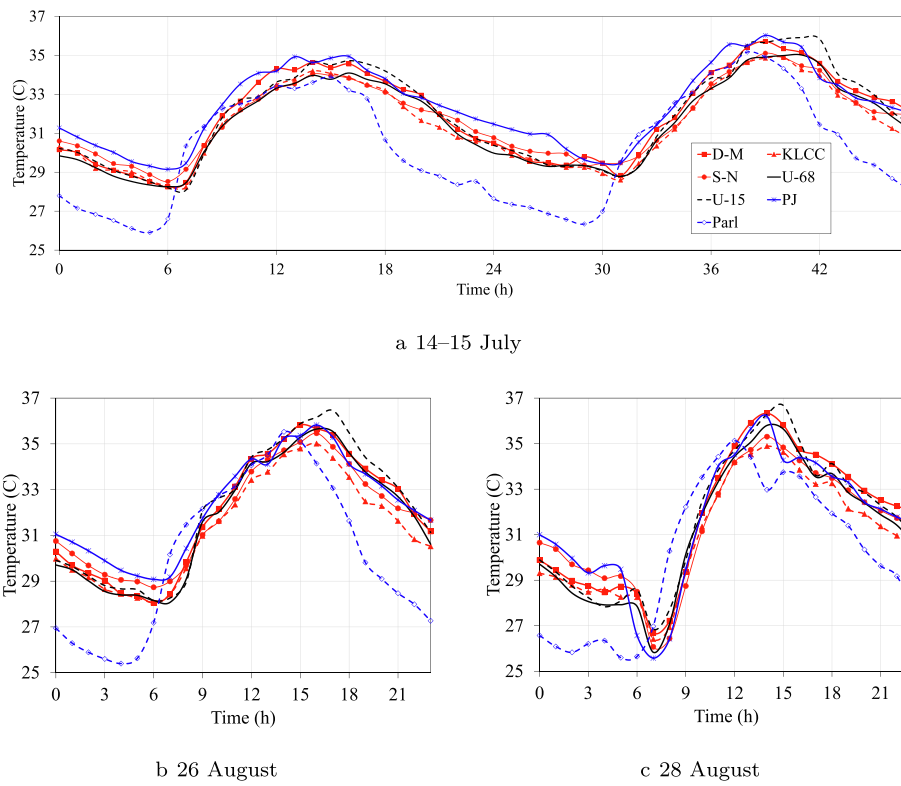 37
35
33
31
29
27
25
Temperature (C)
D-M KLCC
S-N U-68
U-15 PJ
Parl
0 6 12 18 24 30 36 42
Time (h)
a 14–15 July
37
35
33
31
29
27
25
Temperature (C)
0 3 6 9 12 15 18 21
Time (h)
b 26 August
37
35
33
31
29
27
25
Temperature (C)
0 3 6 9 12 15 18 21
Time (h)
c 28 August